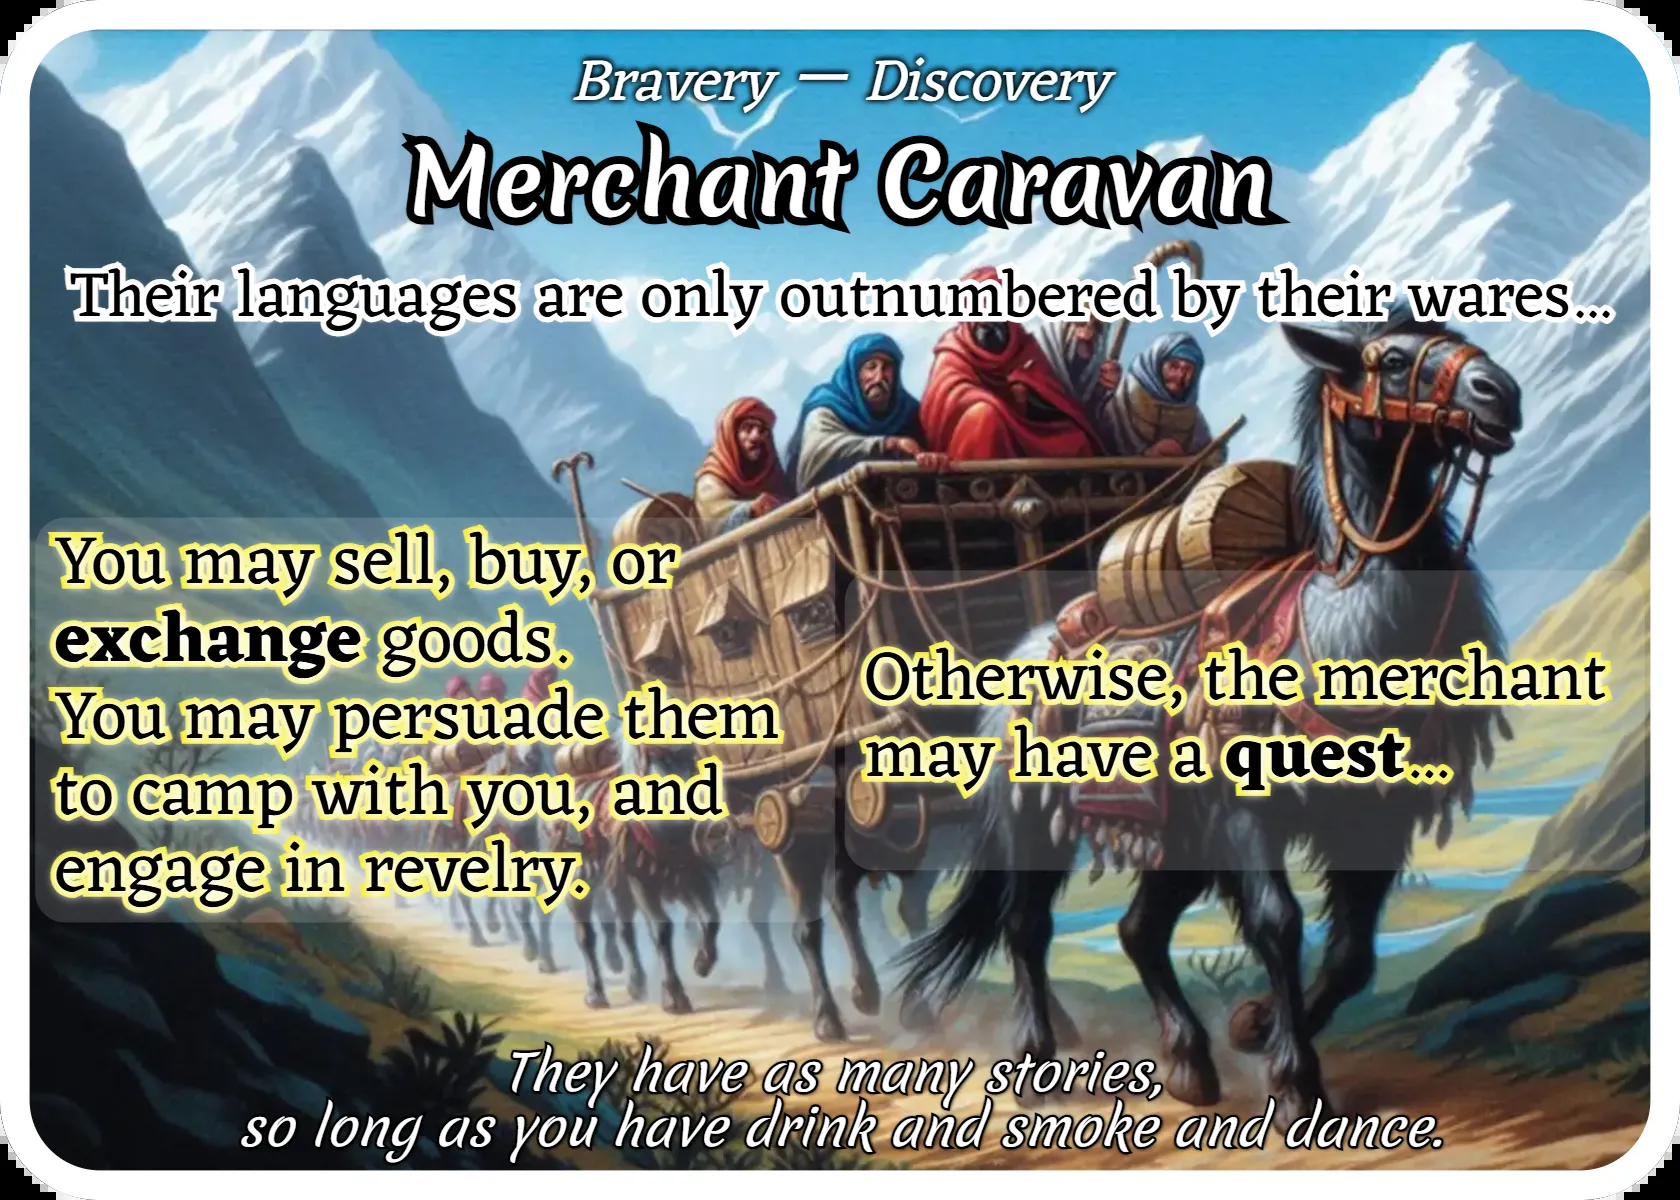 Bravery — Discovery
Merchant Caravan
Their languages are only outnumbered by their wares...
You may sell, buy, or
exchange goods.
You may persuade them
to camp with you, and
engage in revelry.
Otherwise, the merchant
may have a quest...
They have as many stories,
so long as you have drink and smoke and dance.